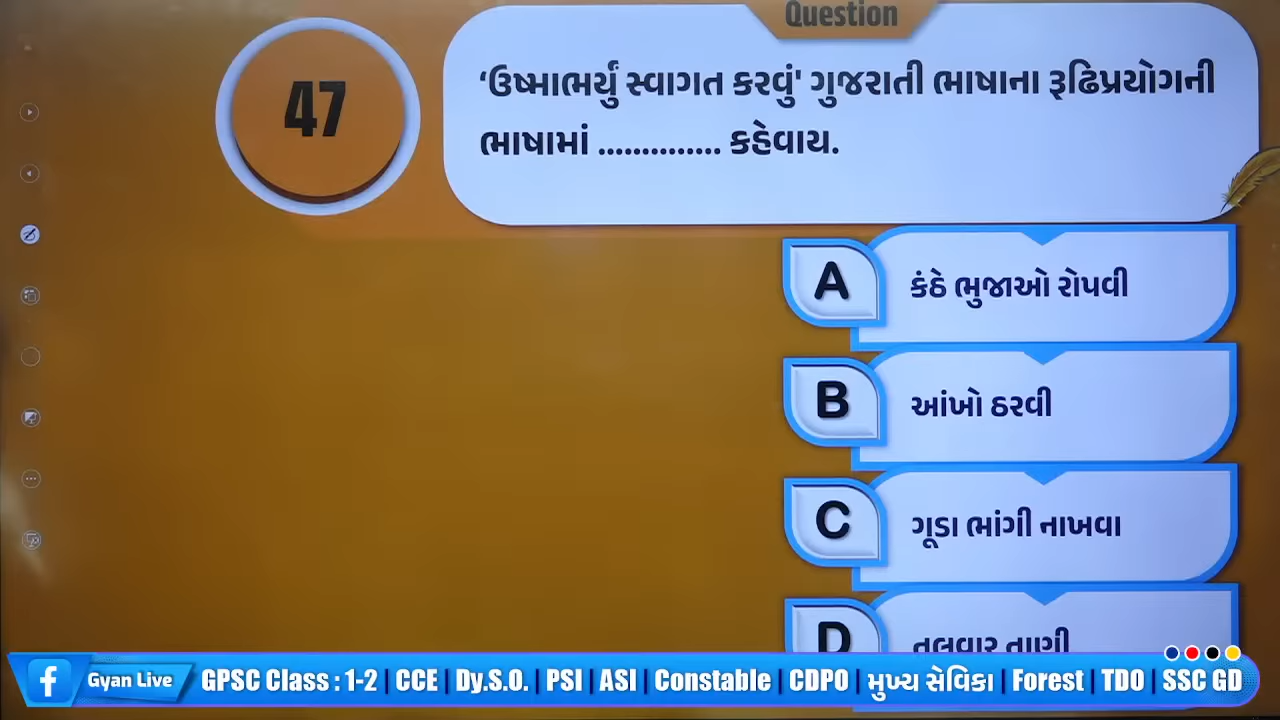 Question
47
‘ઉષ્માભર્યું સ્વાગત કરવું' ગુજરાતી ભાષાના રૂઢિપ્રયોગની
ભાષામાં .............. કહેવાય.
A કંઠે ભુજાઓ રોપવી
B આંખો ઠરવી
C ગૂડા ભાંગી નાખવા
D તલવાર તાણી
Gyan Live GPSC Class : 1-2 | CCE | Dy.S.O. | PSI | ASI | Constable | CDPO | મુખ્ય સેવિકા | Forest | TDO | SSC GD